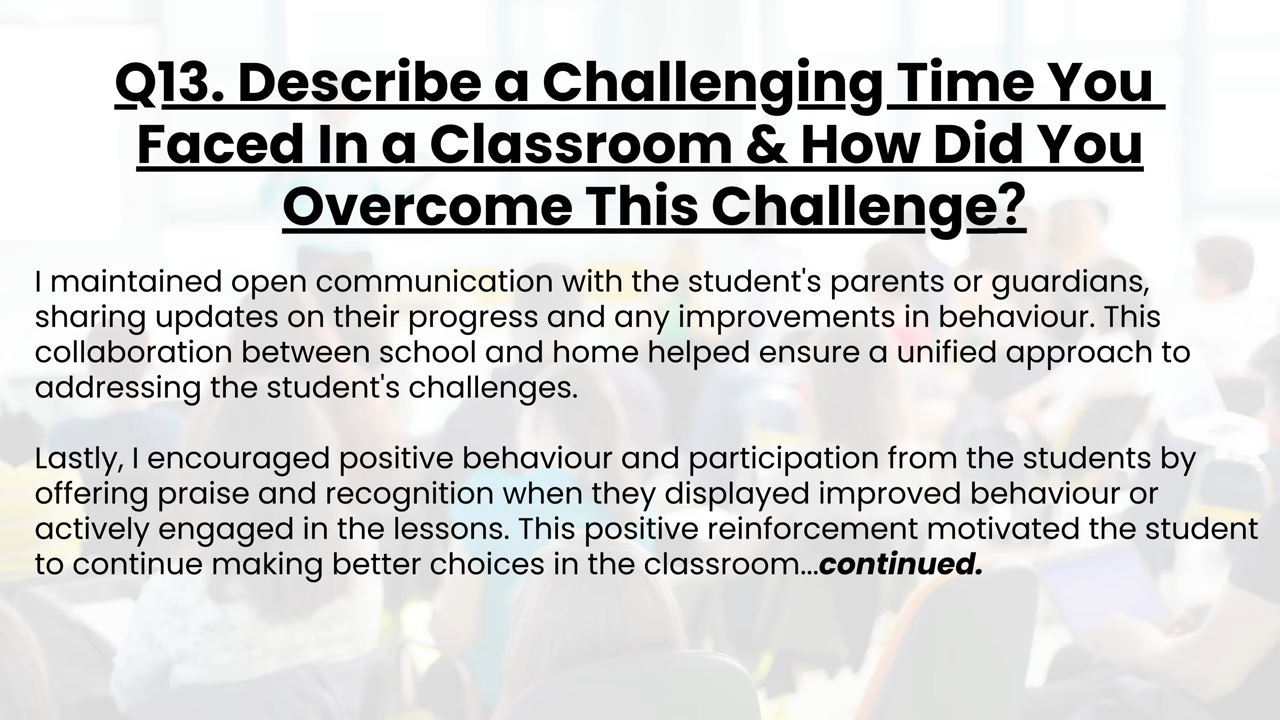 Q13. Describe a Challenging Time You
Faced In a Classroom & How Did You
Overcome This Challenge?
I maintained open communication with the student's parents or guardians,
sharing updates on their progress and any improvements in behaviour. This
collaboration between school and home helped ensure a unified approach to
addressing the student's challenges.
Lastly, I encouraged positive behaviour and participation from the students by
offering praise and recognition when they displayed improved behaviour or
actively engaged in the lessons. This positive reinforcement motivated the student
to continue making better choices in the classroom...continued.